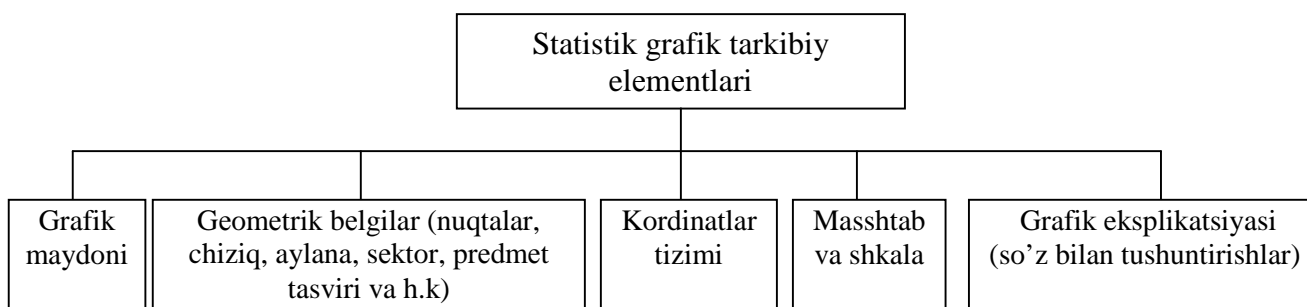 Statistik grafik tarkibiy
elementlari
Grafik
maydoni
Geometrik belgilar (nuqtalar,
chiziq, aylana, sektor, predmet
tasviri va h.k)
Kordinatlar
tizimi
Masshtab
va shkala
Grafik eksplikatsiyasi
(so’z bilan tushuntirishlar)